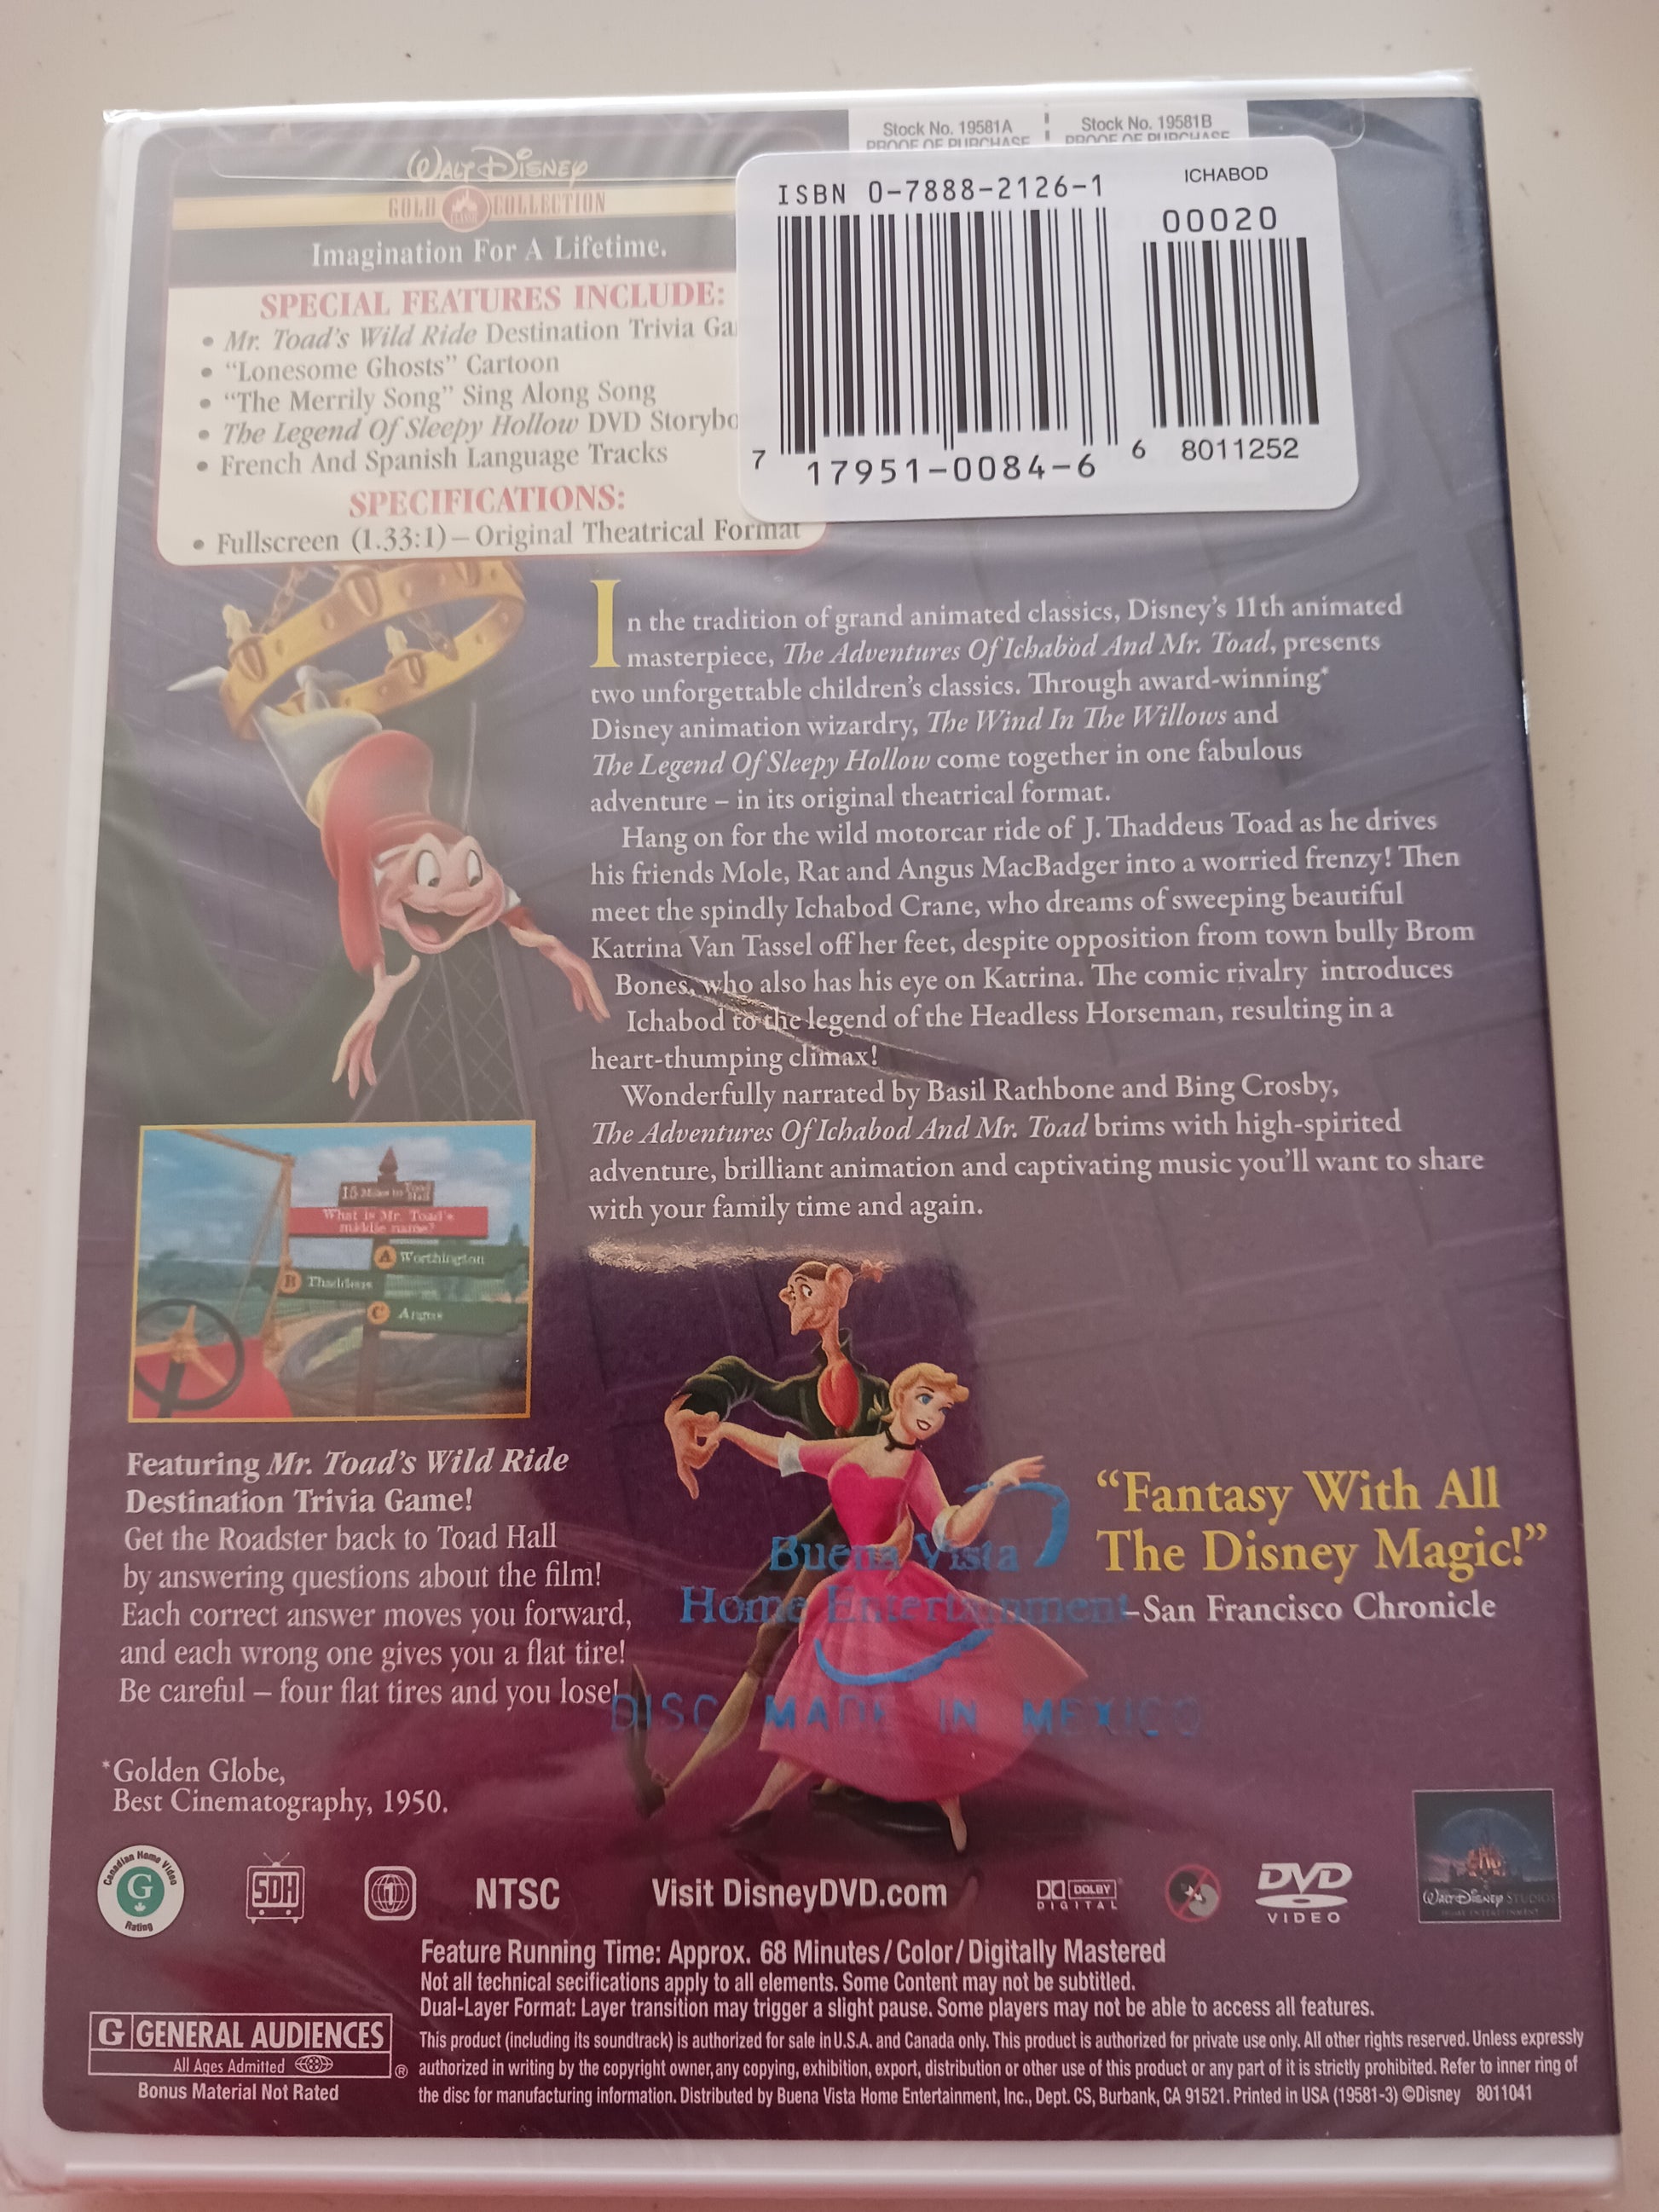 Stock No. 19581A
PROOF OF PURCHASE
Stock No. 19581B
PROOF OF PURCHASE
WALT DISNEY
GOLD CLASSIC COLLECTION
Imagination For A Lifetime.
SPECIAL FEATURES INCLUDE:
• Mr. Toad's Wild Ride Destination Trivia Ga
• "Lonesome Ghosts" Cartoon
• "The Merrily Song" Sing Along Song
• The Legend Of Sleepy Hollow DVD Storybo
• French And Spanish Language Tracks
SPECIFICATIONS:
• Fullscreen (1.33:1) – Original Theatrical Format
ISBN 0-7888-2126-1
ICHABOD
00020
7 17951-0084-6 6 8011252
In the tradition of grand animated classics, Disney's 11th animated
masterpiece, The Adventures Of Ichabod And Mr. Toad, presents
two unforgettable children's classics. Through award-winning*
Disney animation wizardry, The Wind In The Willows and
The Legend Of Sleepy Hollow come together in one fabulous
adventure – in its original theatrical format.
Hang on for the wild motorcar ride of J. Thaddeus Toad as he drives
his friends Mole, Rat and Angus MacBadger into a worried frenzy! Then
meet the spindly Ichabod Crane, who dreams of sweeping beautiful
Katrina Van Tassel off her feet, despite opposition from town bully Brom
Bones, who also has his eye on Katrina. The comic rivalry introduces
Ichabod to the legend of the Headless Horseman, resulting in a
heart-thumping climax!
Wonderfully narrated by Basil Rathbone and Bing Crosby,
The Adventures Of Ichabod And Mr. Toad brims with high-spirited
adventure, brilliant animation and captivating music you'll want to share
with your family time and again.
15 Miles to Toad Hall
What is Mr. Toad's
middle name?
A Worthington
B Thaddeus
C Angus
Featuring Mr. Toad's Wild Ride
Destination Trivia Game!
Get the Roadster back to Toad Hall
by answering questions about the film!
Each correct answer moves you forward,
and each wrong one gives you a flat tire!
Be careful – four flat tires and you lose!
"Fantasy With All
The Disney Magic!"
–San Francisco Chronicle
Buena Vista
Home Entertainment
DISC MADE IN MEXICO
*Golden Globe,
Best Cinematography, 1950.
Canadian Home Video
G
Rating
SDH
1
NTSC
Visit DisneyDVD.com
DOLBY
DIGITAL
DVD
VIDEO
WALT DISNEY STUDIOS
HOME ENTERTAINMENT
Feature Running Time: Approx. 68 Minutes/Color/Digitally Mastered
Not all technical secifications apply to all elements. Some Content may not be subtitled.
Dual-Layer Format: Layer transition may trigger a slight pause. Some players may not be able to access all features.
G GENERAL AUDIENCES
All Ages Admitted ®
Bonus Material Not Rated
This product (including its soundtrack) is authorized for sale in U.S.A. and Canada only. This product is authorized for private use only. All other rights reserved. Unless expressly
authorized in writing by the copyright owner, any copying, exhibition, export, distribution or other use of this product or any part of it is strictly prohibited. Refer to inner ring of
the disc for manufacturing information. Distributed by Buena Vista Home Entertainment, Inc., Dept. CS, Burbank, CA 91521. Printed in USA (19581-3) ©Disney 8011041